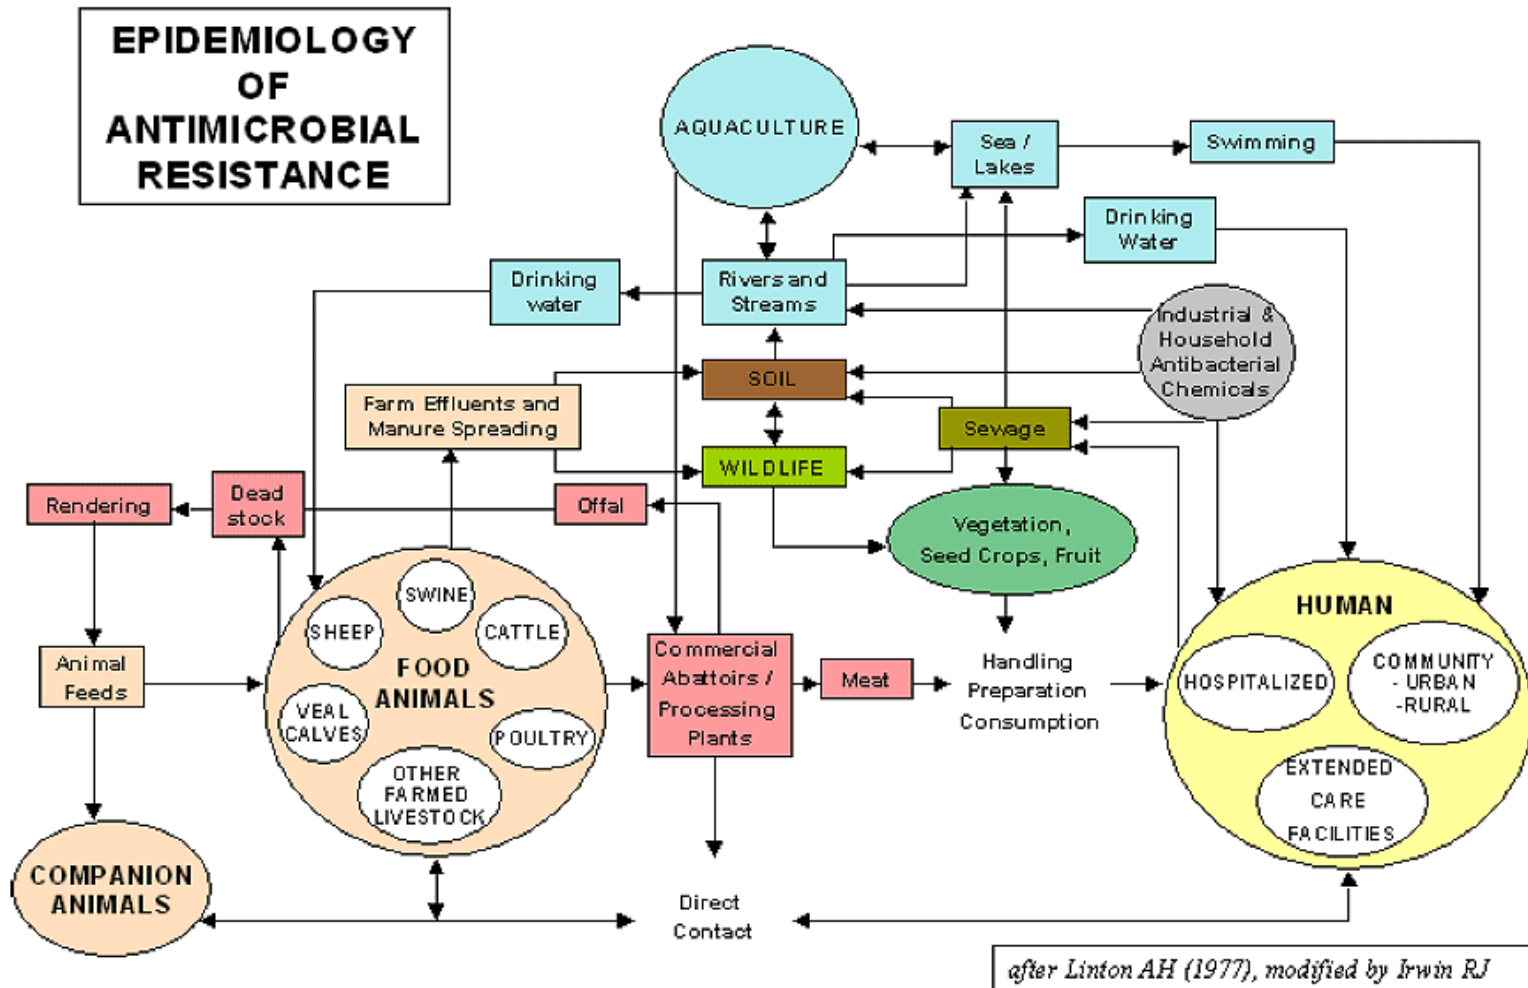 EPIDEMIOLOGY
OF
ANTIMICROBIAL
RESISTANCE
AQUACULTURE
Sea /
Lakes
Swimming
Drinking
Water
Drinking
water
Rivers and
Streams
Industrial &
Household
Antibacterial
Chemicals
SOIL
Farm Effluents and
Manure Spreading
Sewage
WILDLIFE
Rendering
Dead
stock
Offal
Vegetation,
Seed Crops, Fruit
SWINE
SHEEP
CATTLE
FOOD
ANIMALS
VEAL
CALVES
POULTRY
OTHER
FARMED
LIVESTOCK
Animal
Feeds
Commercial
Abattoirs /
Processing
Plants
Meat
Handling
Preparation
Consumption
HUMAN
HOSPITALIZED
COMMUNITY
- URBAN
-RURAL
EXTENDED
CARE
FACILITIES
COMPANION
ANIMALS
Direct
Contact
after Linton AH (1977), modified by Irwin RJ